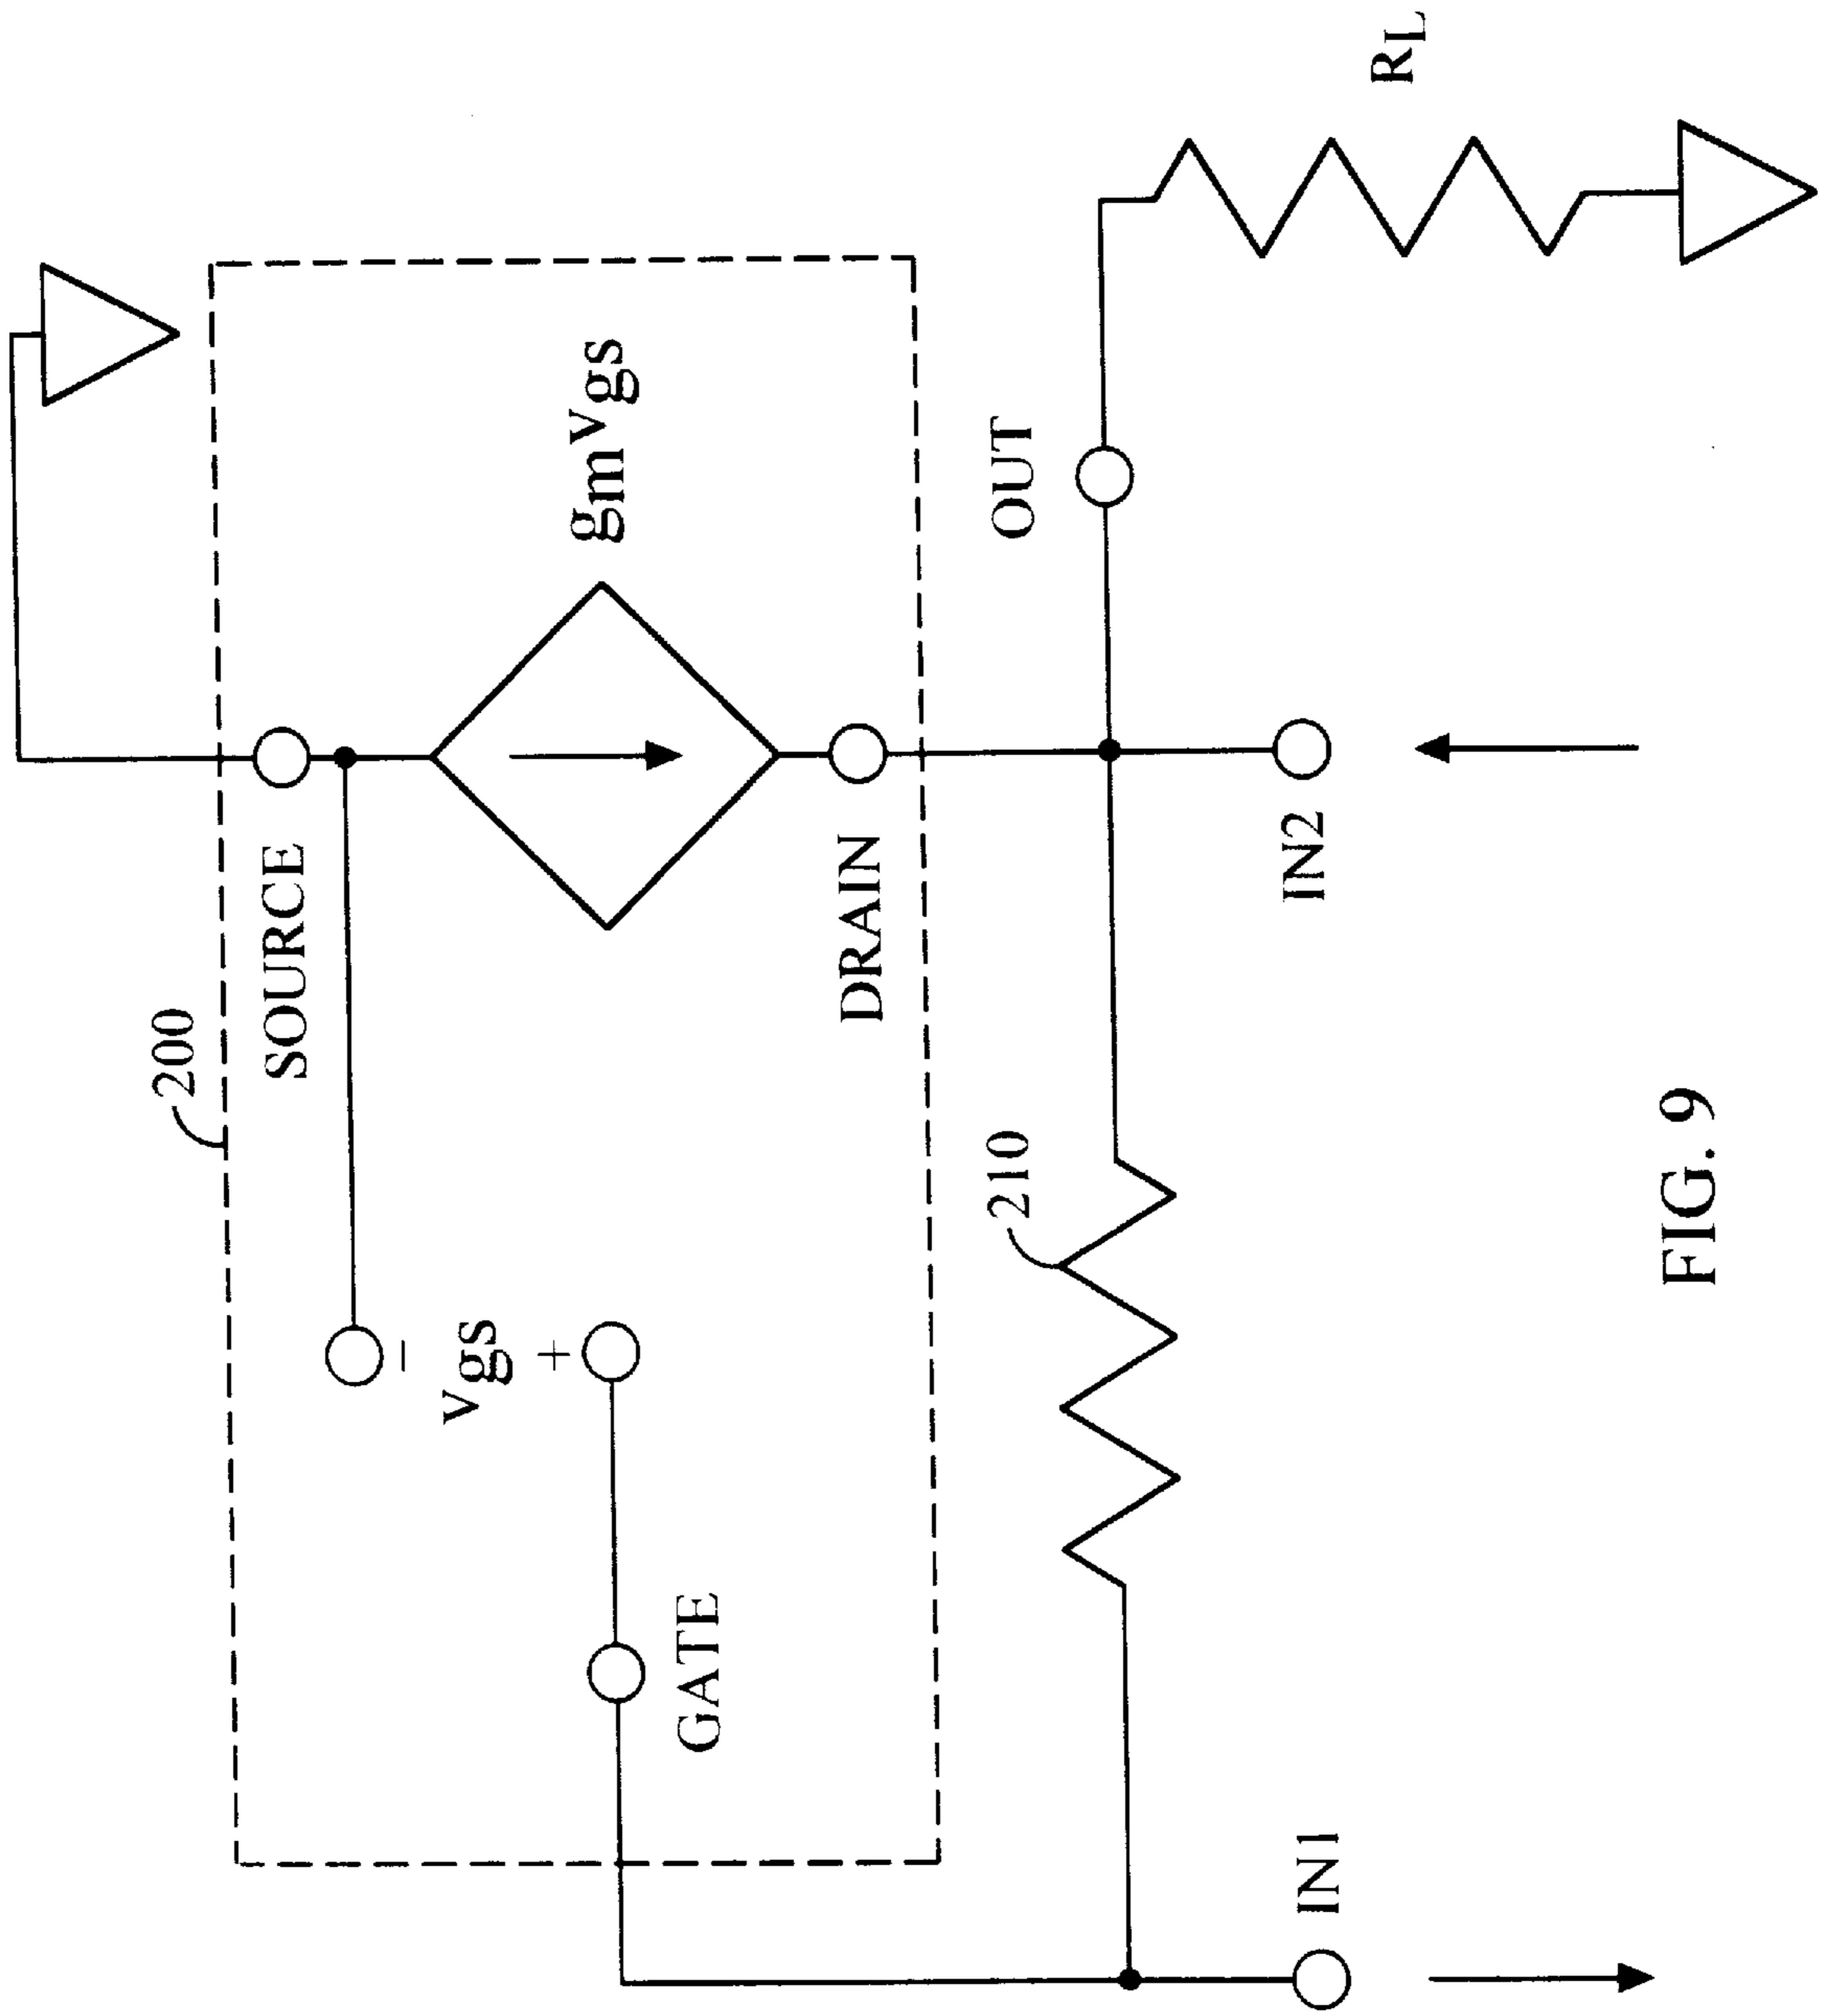 200
SOURCE
–
vgs
+
gmvgs
GATE
DRAIN
210
OUT
IN1
IN2
RL
FIG. 9